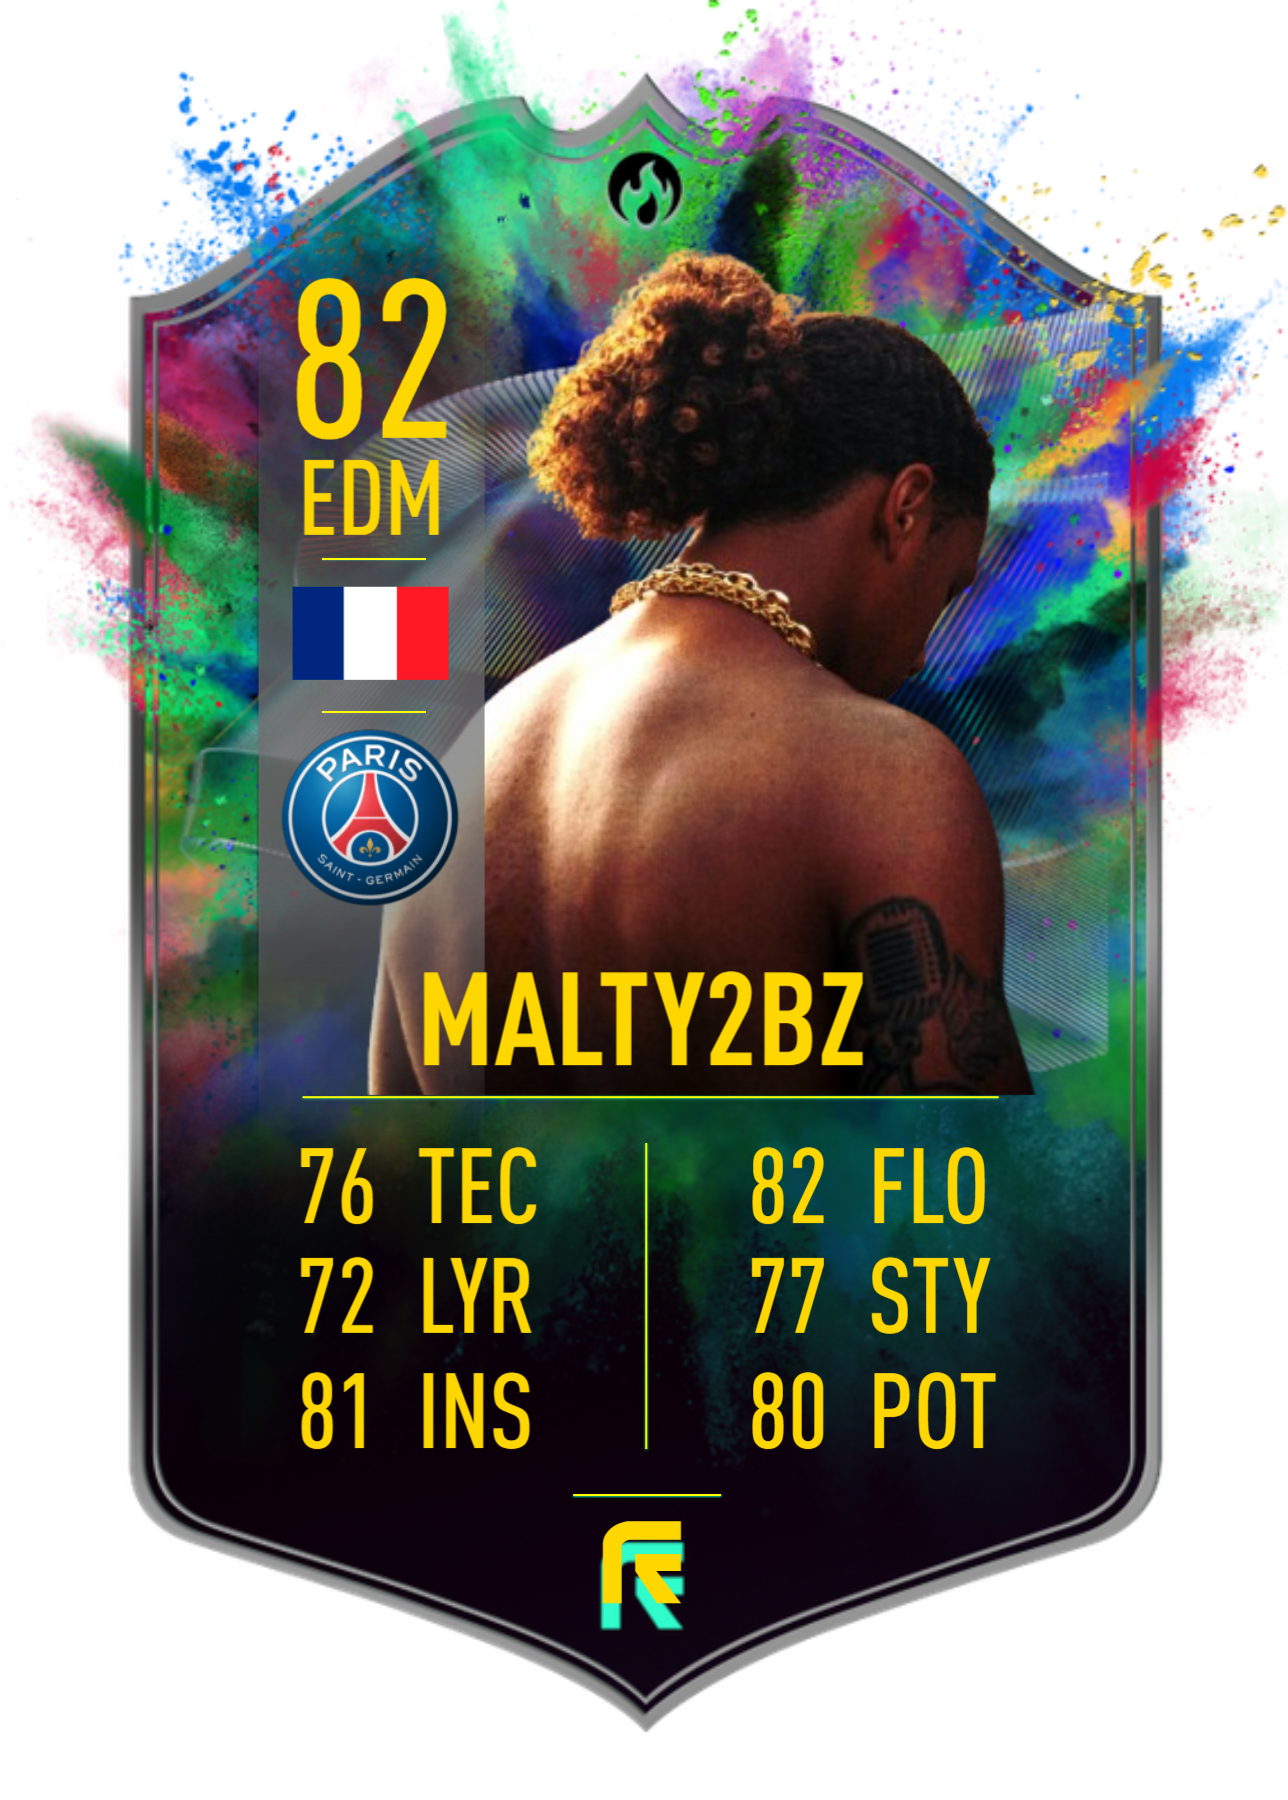 82
EDM
PARIS
SAINT - GERMAIN
MALTY2BZ
76 TEC
72 LYR
81 INS
82 FLO
77 STY
80 POT